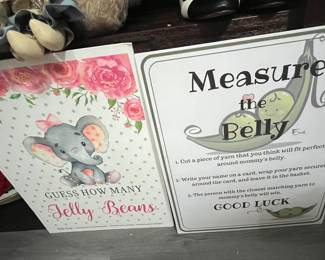 GUESS HOW MANY
Jelly Beans
Measure
the
Belly
1. Cut a piece of yarn that you think will fit perfect
around mommy's belly.
2. Write your name on a card, wrap your yarn secure
around the card, and leave it in the basket.
3. The person with the closest matching yarn to
mommy's belly will win.
GOOD LUCK